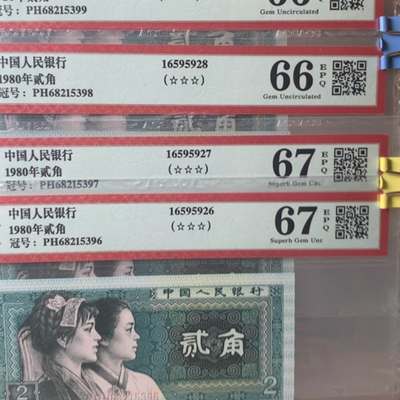 冠号: PH68215399
Gem Uncirculated
中国人民银行 16595928 66 EPQ
1980年贰角 (☆☆☆)
冠号: PH68215398 Gem Uncirculated
中国人民银行 16595927 67 EPQ
1980年贰角 (☆☆☆)
冠号: PH68215397 Superb Gem Unc
中国人民银行 16595926 67 EPQ
1980年贰角 (☆☆☆)
冠号: PH68215396 Superb Gem Unc
中国人民银行
贰角
2 2